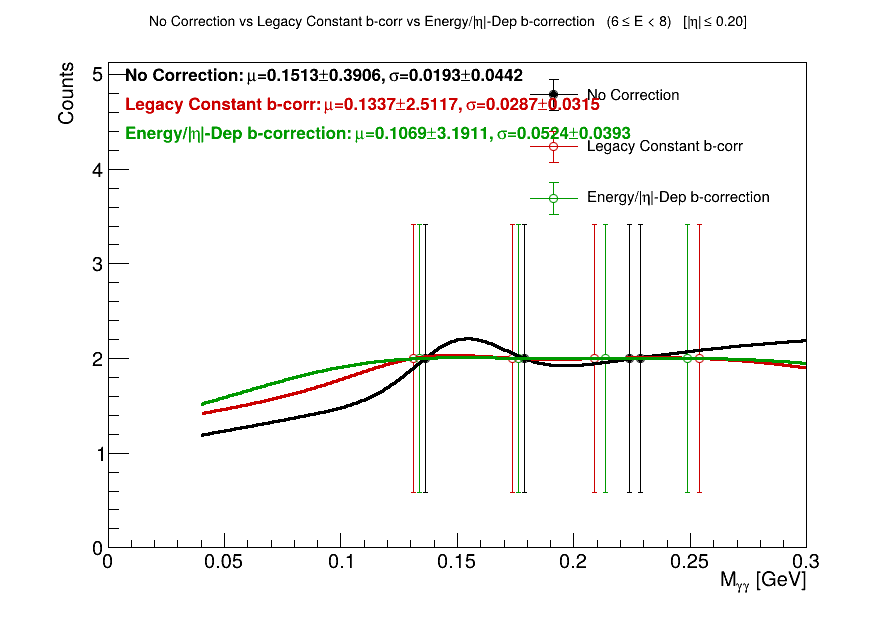 No Correction vs Legacy Constant b-corr vs Energy/|η|-Dep b-correction (6 ≤ E < 8) [|η| ≤ 0.20]
Counts
No Correction: μ=0.1513±0.3906, σ=0.0193±0.0442
Legacy Constant b-corr: μ=0.1337±2.5117, σ=0.0287±0.0315
Energy/|η|-Dep b-correction: μ=0.1069±3.1911, σ=0.0524±0.0393
No Correction
Legacy Constant b-corr
Energy/|η|-Dep b-correction
5
4
3
2
1
0
0 0.05 0.1 0.15 0.2 0.25 0.3
Mγγ [GeV]